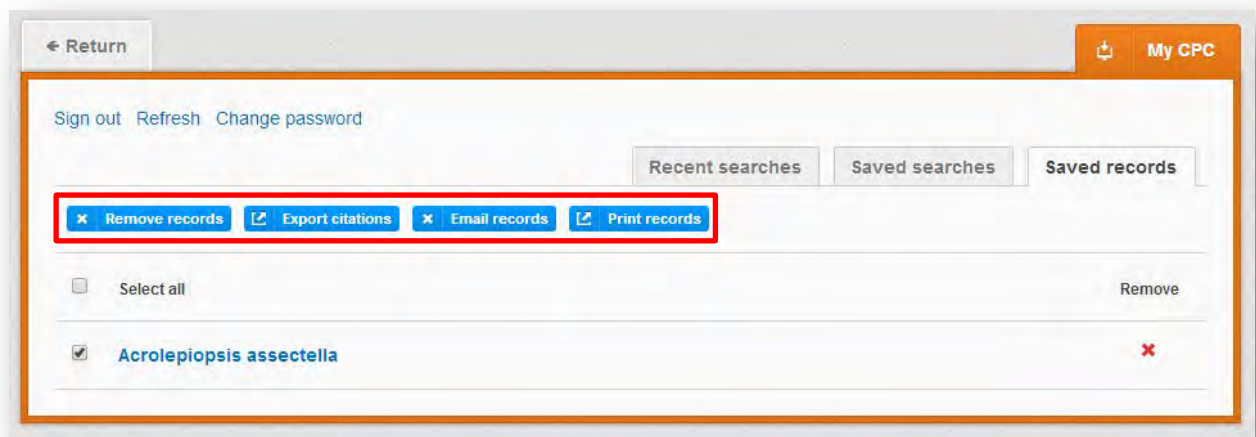 Return
My CPC
Sign out Refresh Change password
Recent searches Saved searches Saved records
Remove records Export citations Email records Print records
Select all Remove
Acrolepiopsis assectella